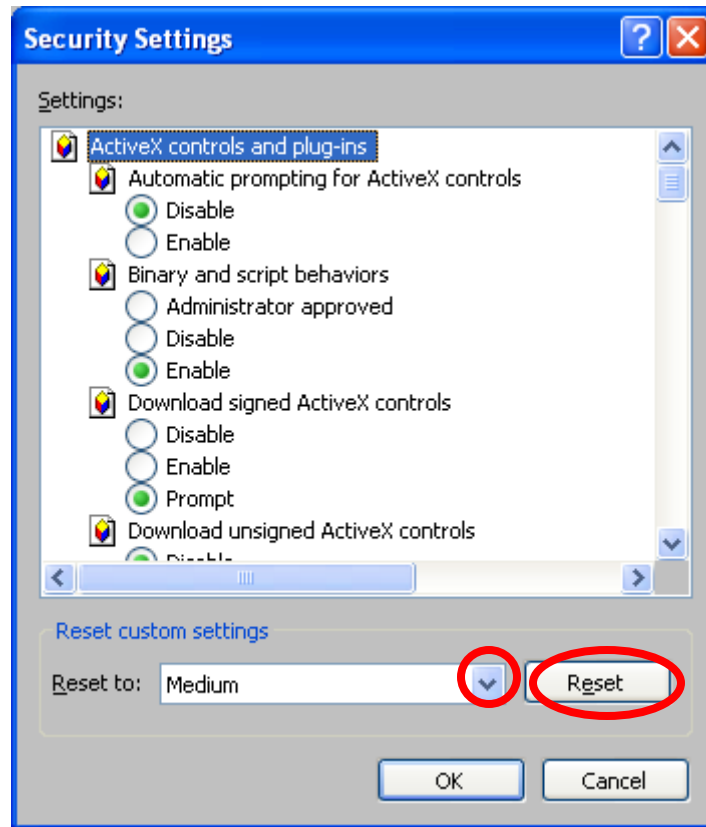 Security Settings
Settings:
ActiveX controls and plug-ins
Automatic prompting for ActiveX controls
Disable
Enable
Binary and script behaviors
Administrator approved
Disable
Enable
Download signed ActiveX controls
Disable
Enable
Prompt
Download unsigned ActiveX controls
Disable
Reset custom settings
Reset to: Medium Reset
OK Cancel